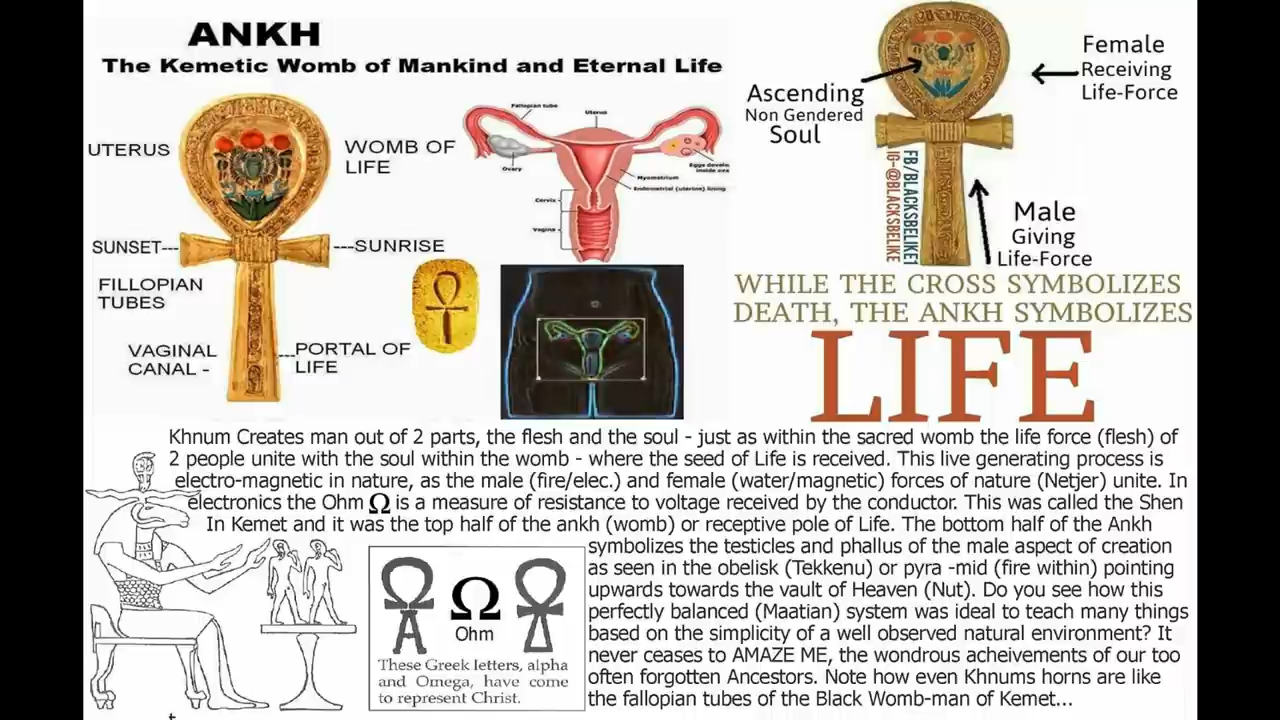 ANKH
The Kemetic Womb of Mankind and Eternal Life
UTERUS
WOMB OF
LIFE
SUNSET---
---SUNRISE
FILLOPIAN
TUBES
VAGINAL
CANAL -
---PORTAL OF
LIFE
Fallopian tube
Uterus
Ovary
Eggs develop
inside ova
Myometrium
Endometrial (uterine) lining
Cervix
Vagina
Ascending
Non Gendered
Soul
Female
Receiving
Life-Force
FB/BLACKSBELIKE1
IG-@BLACKSBELIKE
Male
Giving
Life-Force
WHILE THE CROSS SYMBOLIZES
DEATH, THE ANKH SYMBOLIZES
LIFE
Khnum Creates man out of 2 parts, the flesh and the soul - just as within the sacred womb the life force (flesh) of
2 people unite with the soul within the womb - where the seed of Life is received. This live generating process is
electro-magnetic in nature, as the male (fire/elec.) and female (water/magnetic) forces of nature (Netjer) unite. In
electronics the Ohm Ω is a measure of resistance to voltage received by the conductor. This was called the Shen
In Kemet and it was the top half of the ankh (womb) or receptive pole of Life. The bottom half of the Ankh
symbolizes the testicles and phallus of the male aspect of creation
as seen in the obelisk (Tekkenu) or pyra -mid (fire within) pointing
upwards towards the vault of Heaven (Nut). Do you see how this
perfectly balanced (Maatian) system was ideal to teach many things
based on the simplicity of a well observed natural environment? It
never ceases to AMAZE ME, the wondrous acheivements of our too
often forgotten Ancestors. Note how even Khnums horns are like
the fallopian tubes of the Black Womb-man of Kemet...
Ω
Ohm
These Greek letters, alpha
and Omega, have come
to represent Christ.